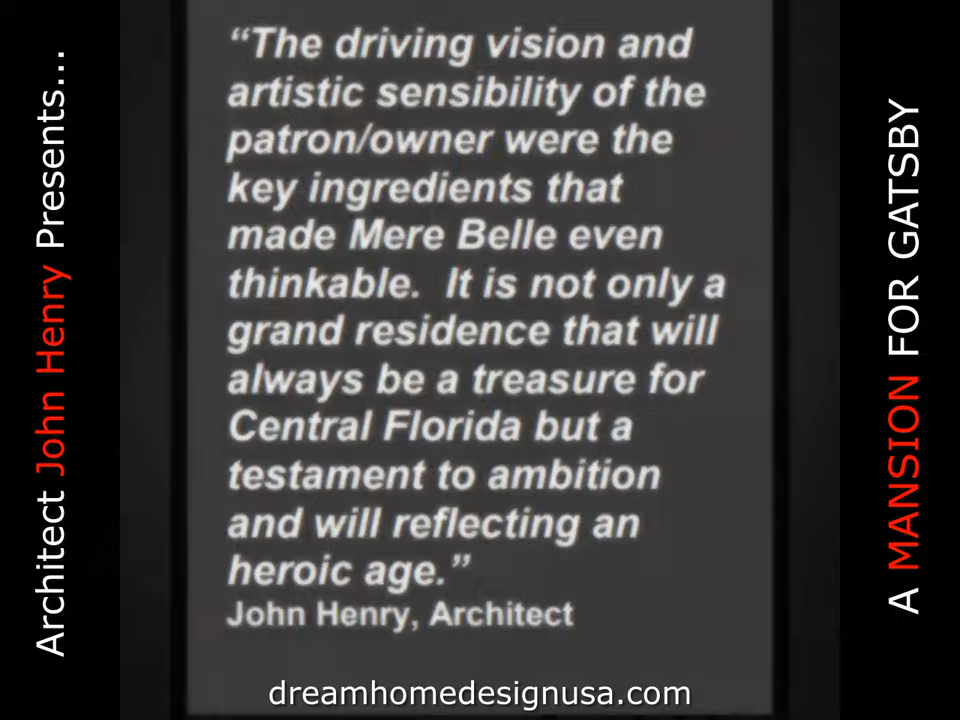 Architect John Henry Presents...
“The driving vision and
artistic sensibility of the
patron/owner were the
key ingredients that
made Mere Belle even
thinkable.  It is not only a
grand residence that will
always be a treasure for
Central Florida but a
testament to ambition
and will reflecting an
heroic age.”
John Henry, Architect
A MANSION FOR GATSBY
dreamhomedesignusa.com